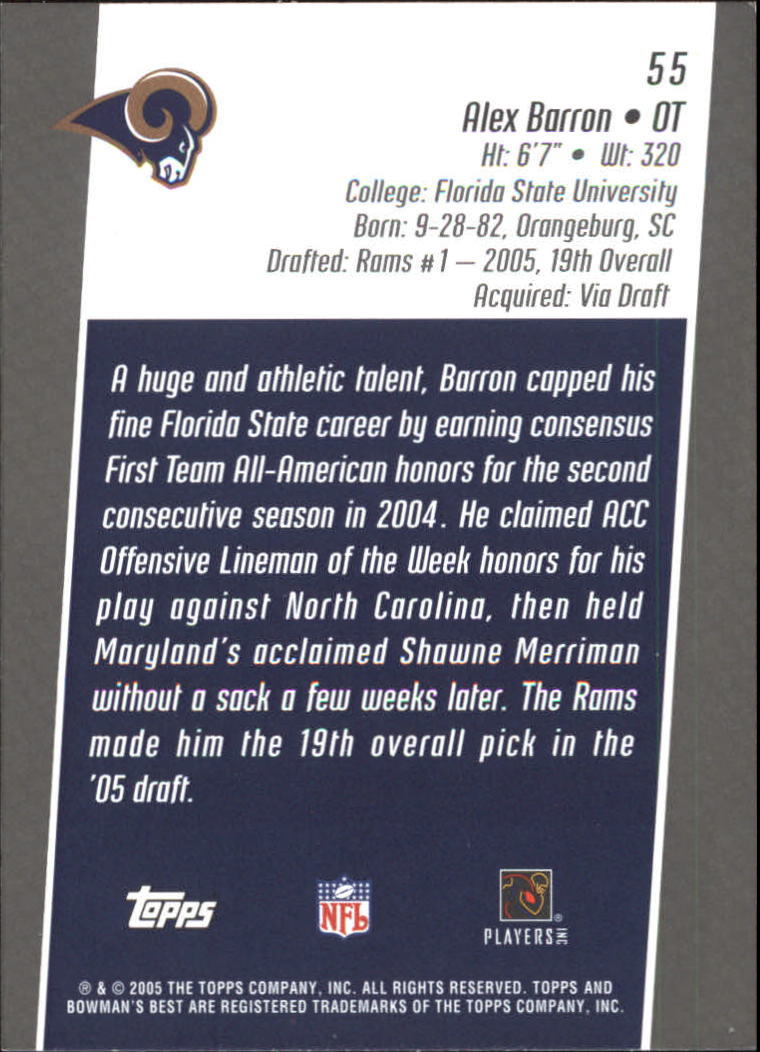 55
Alex Barron • OT
Ht: 6'7" • Wt: 320
College: Florida State University
Born: 9-28-82, Orangeburg, SC
Drafted: Rams #1 – 2005, 19th Overall
Acquired: Via Draft
A huge and athletic talent, Barron capped his
fine Florida State career by earning consensus
First Team All-American honors for the second
consecutive season in 2004. He claimed ACC
Offensive Lineman of the Week honors for his
play against North Carolina, then held
Maryland's acclaimed Shawne Merriman
without a sack a few weeks later. The Rams
made him the 19th overall pick in the
'05 draft.
Topps
NFL
®
PLAYERS INC
® & © 2005 THE TOPPS COMPANY, INC. ALL RIGHTS RESERVED. TOPPS AND
BOWMAN'S BEST ARE REGISTERED TRADEMARKS OF THE TOPPS COMPANY, INC.